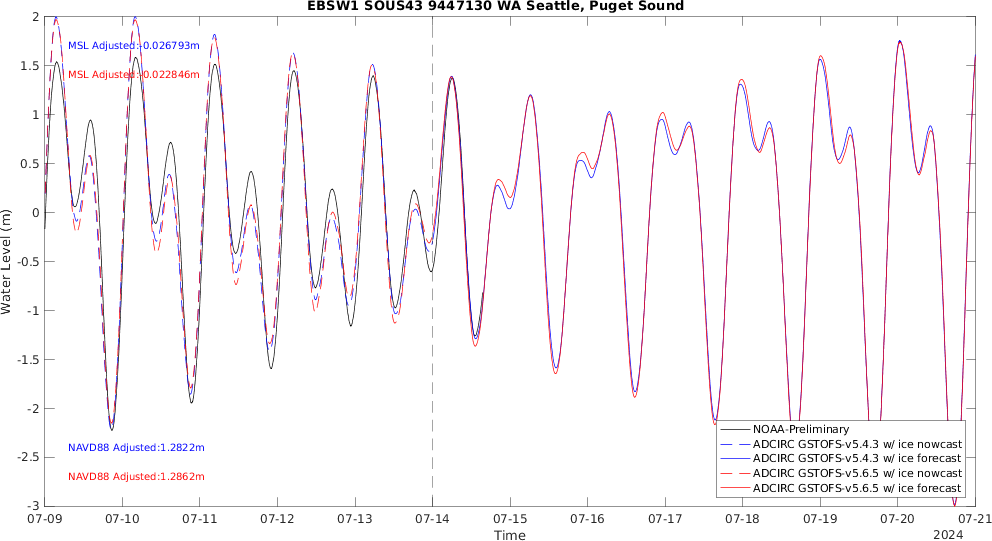 EBSW1 SOUS43 9447130 WA Seattle, Puget Sound
2
1.5
1
0.5
0
-0.5
-1
-1.5
-2
-2.5
-3
Water Level (m)
MSL Adjusted:-0.026793m
MSL Adjusted:-0.022846m
NAVD88 Adjusted:1.2822m
NAVD88 Adjusted:1.2862m
NOAA-Preliminary
ADCIRC GSTOFS-v5.4.3 w/ ice nowcast
ADCIRC GSTOFS-v5.4.3 w/ ice forecast
ADCIRC GSTOFS-v5.6.5 w/ ice nowcast
ADCIRC GSTOFS-v5.6.5 w/ ice forecast
07-09 07-10 07-11 07-12 07-13 07-14 07-15 07-16 07-17 07-18 07-19 07-20 07-21
Time
2024